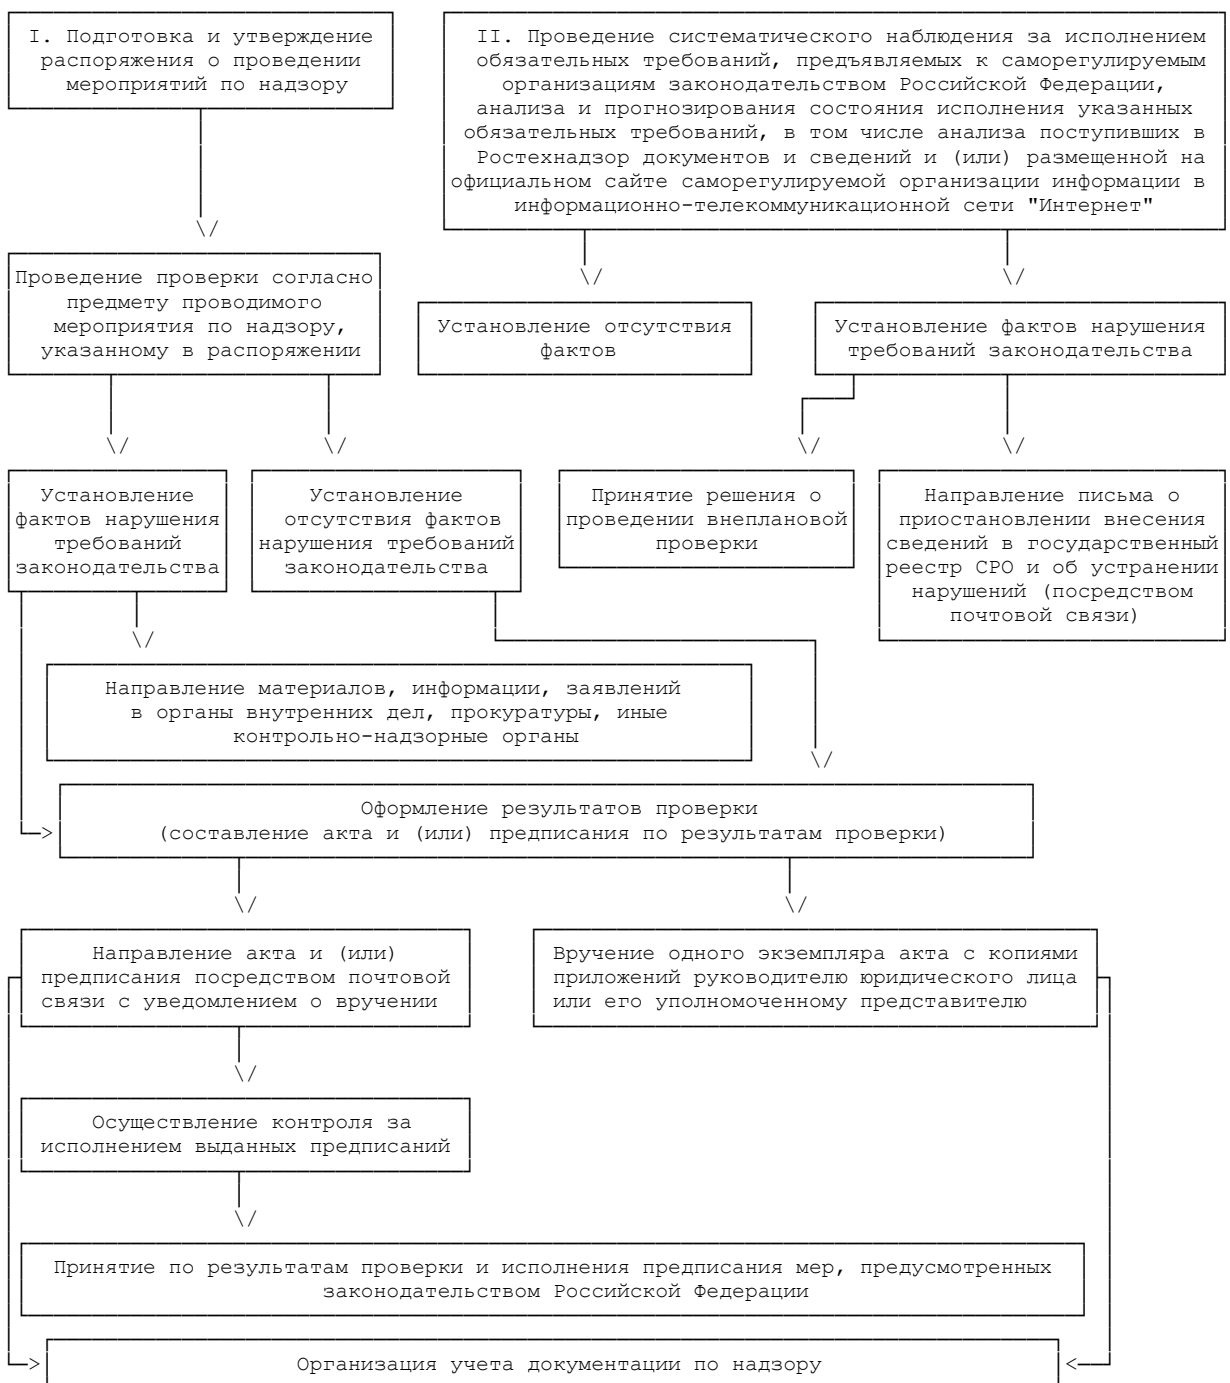 I. Подготовка и утверждение
распоряжения о проведении
мероприятий по надзору
II. Проведение систематического наблюдения за исполнением
обязательных требований, предъявляемых к саморегулируемым
организациям законодательством Российской Федерации,
анализа и прогнозирования состояния исполнения указанных
обязательных требований, в том числе анализа поступивших в
Ростехнадзор документов и сведений и (или) размещенной на
официальном сайте саморегулируемой организации информации в
информационно-телекоммуникационной сети "Интернет"
Проведение проверки согласно
предмету проводимого
мероприятия по надзору,
указанному в распоряжении
Установление отсутствия
фактов
Установление фактов нарушения
требований законодательства
Установление
фактов нарушения
требований
законодательства
Установление
отсутствия фактов
нарушения требований
законодательства
Принятие решения о
проведении внеплановой
проверки
Направление письма о
приостановлении внесения
сведений в государственный
реестр СРО и об устранении
нарушений (посредством
почтовой связи)
Направление материалов, информации, заявлений
в органы внутренних дел, прокуратуры, иные
контрольно-надзорные органы
Оформление результатов проверки
(составление акта и (или) предписания по результатам проверки)
Направление акта и (или)
предписания посредством почтовой
связи с уведомлением о вручении
Вручение одного экземпляра акта с копиями
приложений руководителю юридического лица
или его уполномоченному представителю
Осуществление контроля за
исполнением выданных предписаний
Принятие по результатам проверки и исполнения предписания мер, предусмотренных
законодательством Российской Федерации
Организация учета документации по надзору